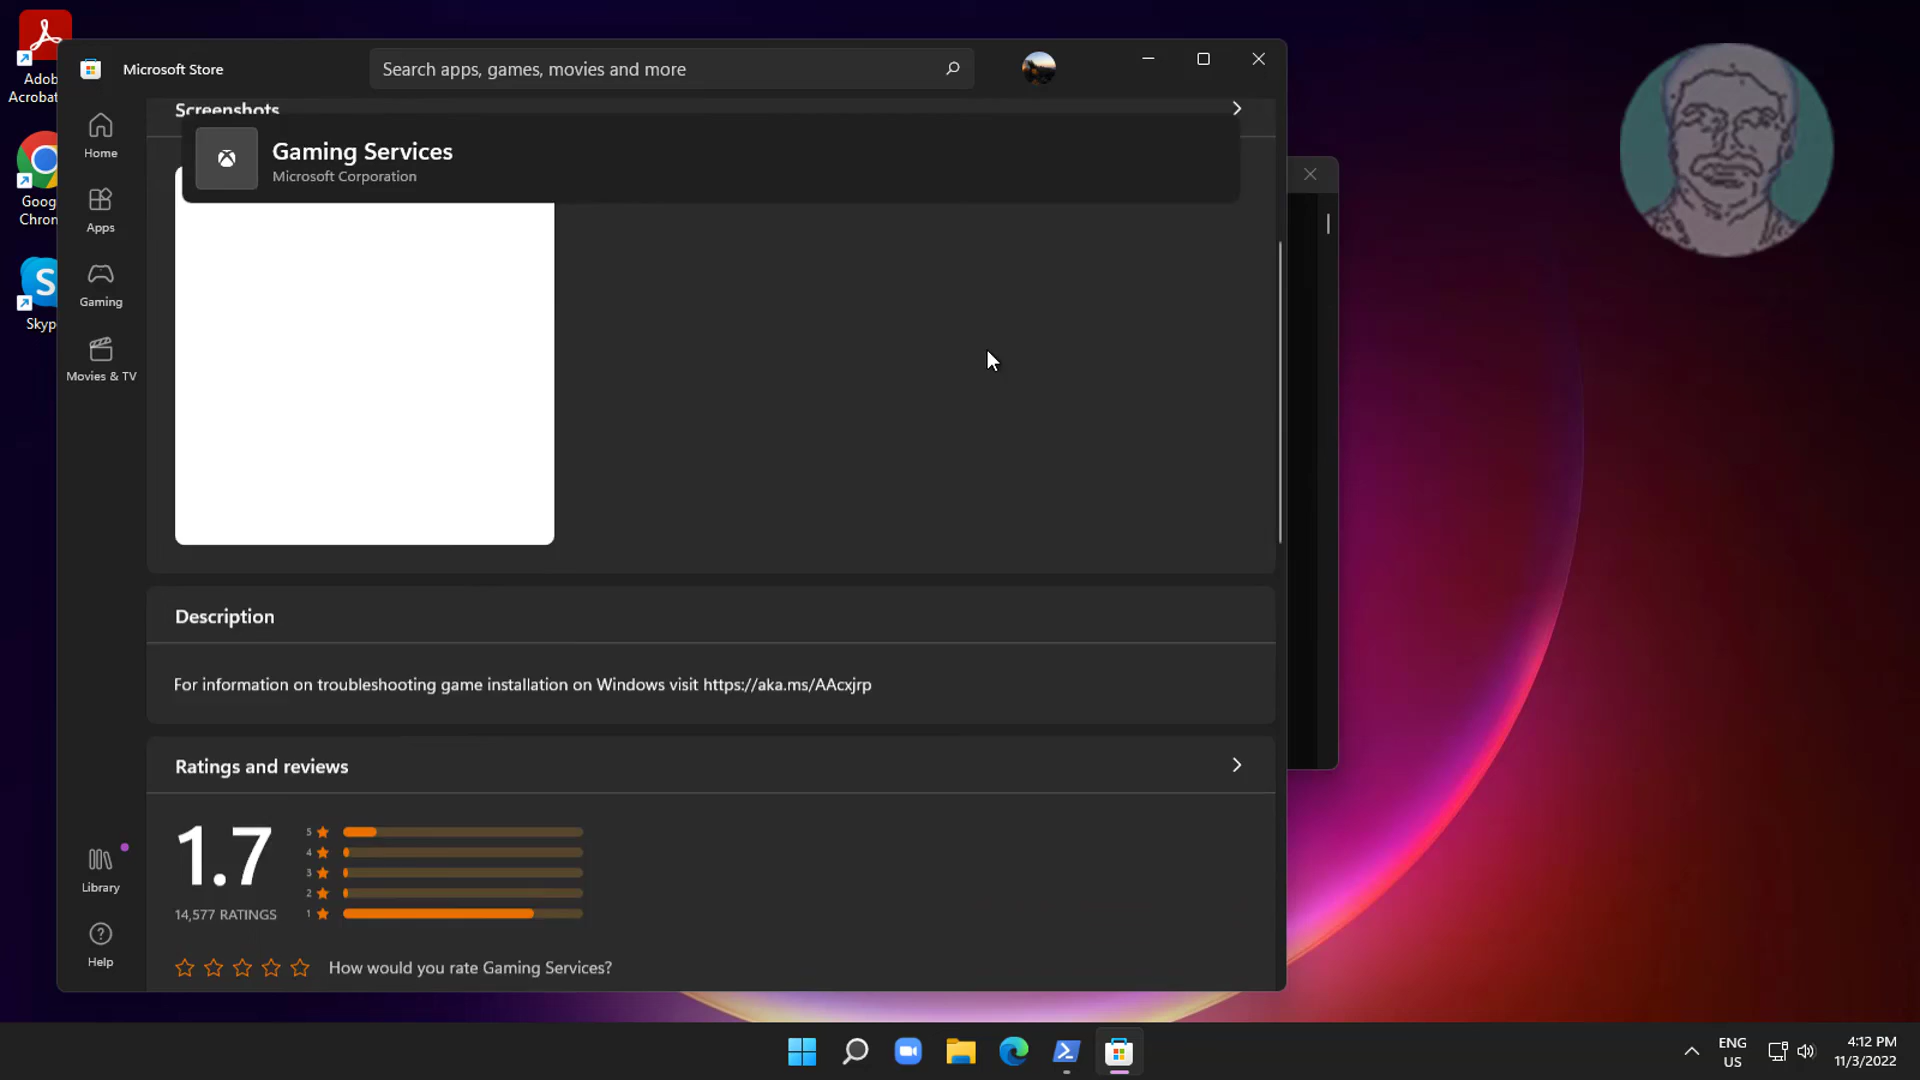 Adob
Acrobat
Goog
Chron
Skyp
Microsoft Store
Search apps, games, movies and more
Home
Apps
Gaming
Movies & TV
Library
Help
Screenshots
Gaming Services
Microsoft Corporation
Description
For information on troubleshooting game installation on Windows visit https://aka.ms/AAcxjrp
Ratings and reviews
1.7
14,577 RATINGS
5
4
3
2
1
How would you rate Gaming Services?
ENG
US
4:12 PM
11/3/2022